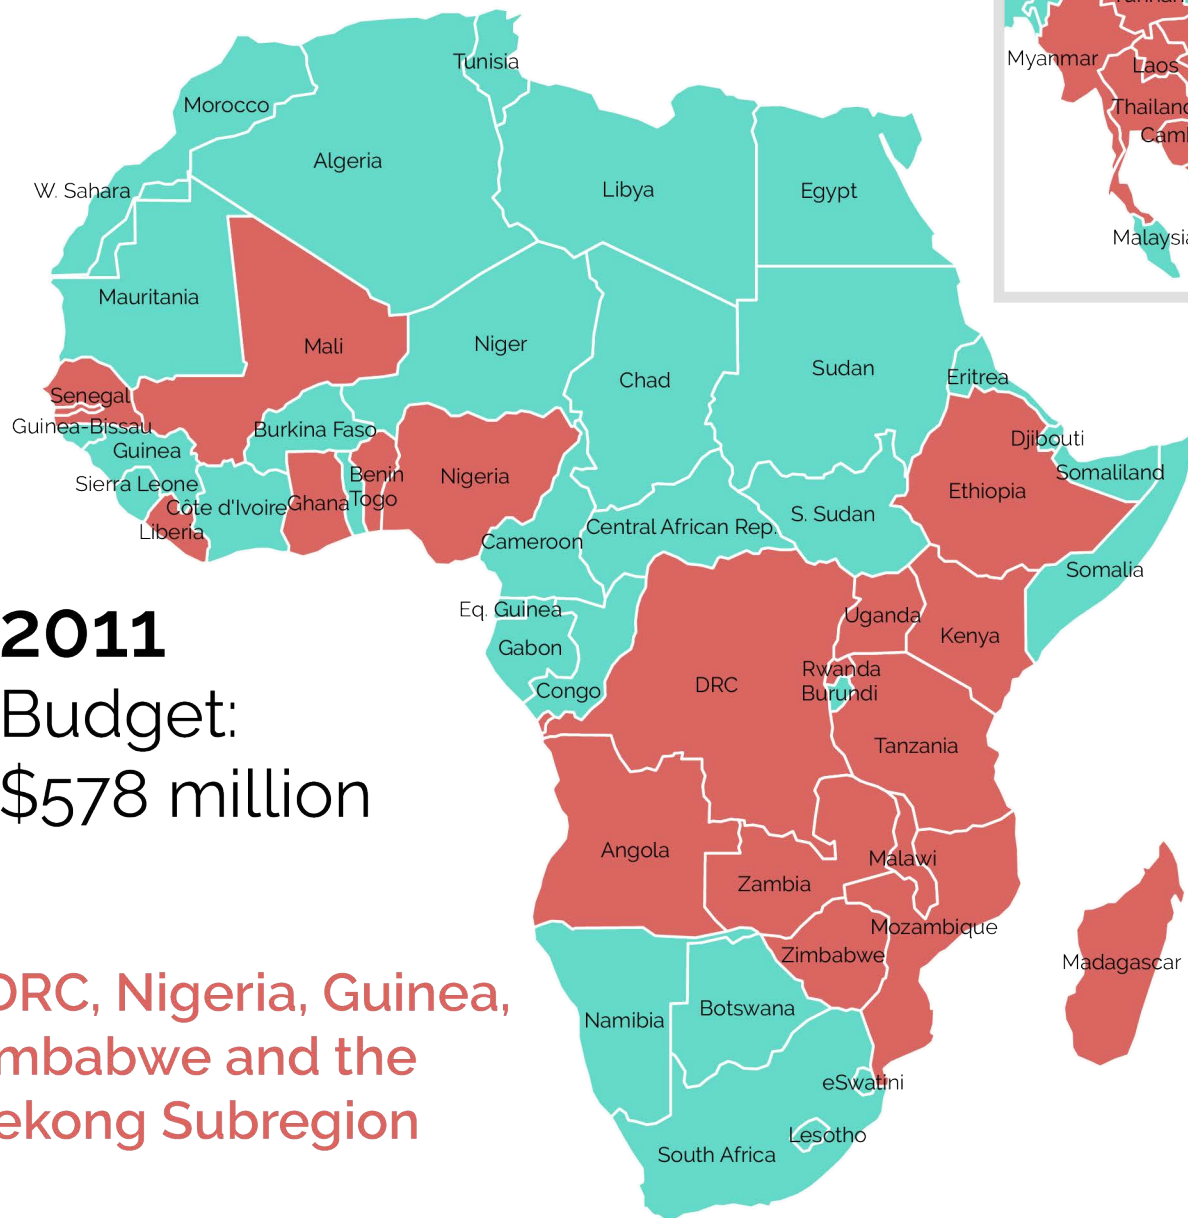 Tunisia
Myanmar
Laos
Morocco
Thailand
Algeria
W. Sahara
Libya
Egypt
Malaysia
Mauritania
Mali
Niger
Chad
Sudan
Eritrea
Senegal
Guinea-Bissau
Burkina Faso
Djibouti
Guinea
Somaliland
Sierra Leone
Benin
Nigeria
Ethiopia
Togo
Côte d'Ivoire
Ghana
S. Sudan
Liberia
Central African Rep.
Cameroon
Somalia
Eq. Guinea
Uganda
Kenya
2011
Gabon
Rwanda
DRC
Burundi
Congo
Budget:
Tanzania
$578 million
Angola
Malawi
Zambia
Mozambique
Zimbabwe
Madagascar
DRC, Nigeria, Guinea,
mbabwe and the
ekong Subregion
Botswana
Namibia
eSwatini
Lesotho
South Africa